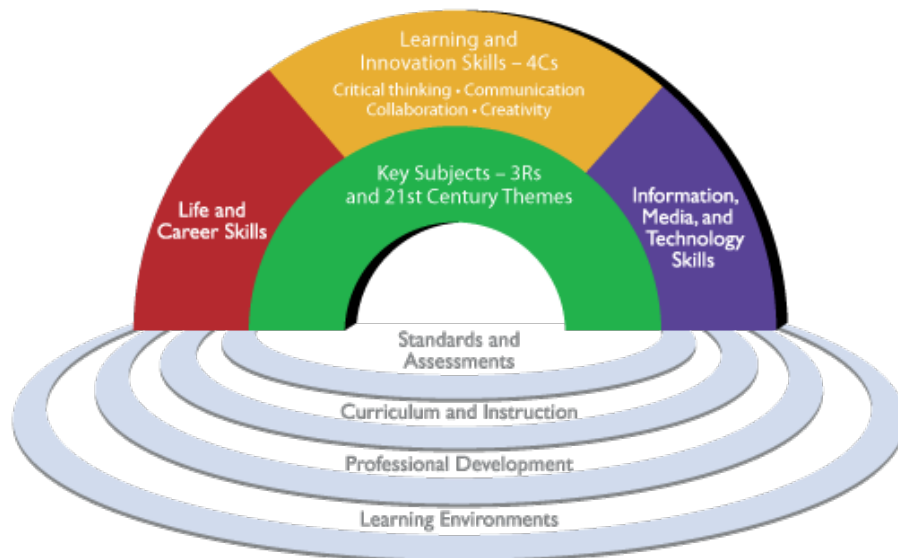 Learning and
Innovation Skills – 4Cs
Critical thinking • Communication
Collaboration • Creativity
Key Subjects – 3Rs
and 21st Century Themes
Life and
Career Skills
Information,
Media, and
Technology
Skills
Standards and
Assessments
Curriculum and Instruction
Professional Development
Learning Environments